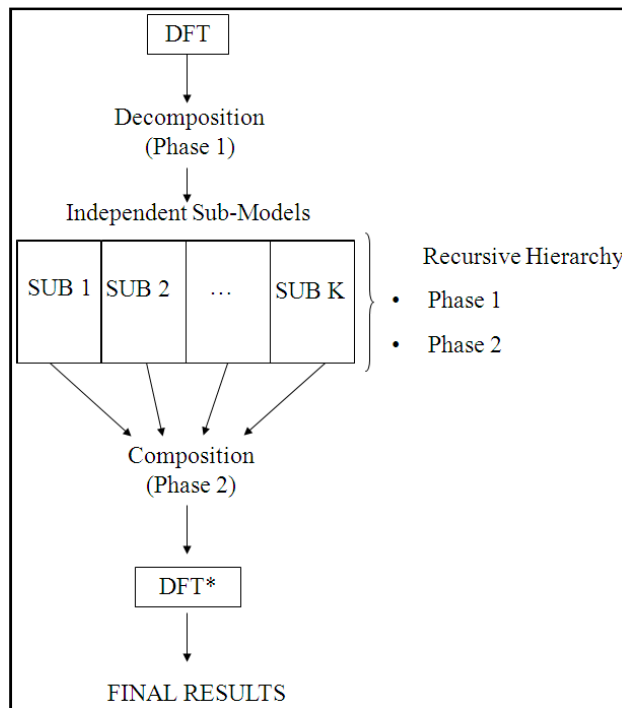 DFT
Decomposition
(Phase 1)
Independent Sub-Models
SUB 1 SUB 2 … SUB K
Recursive Hierarchy
• Phase 1
• Phase 2
Composition
(Phase 2)
DFT*
FINAL RESULTS